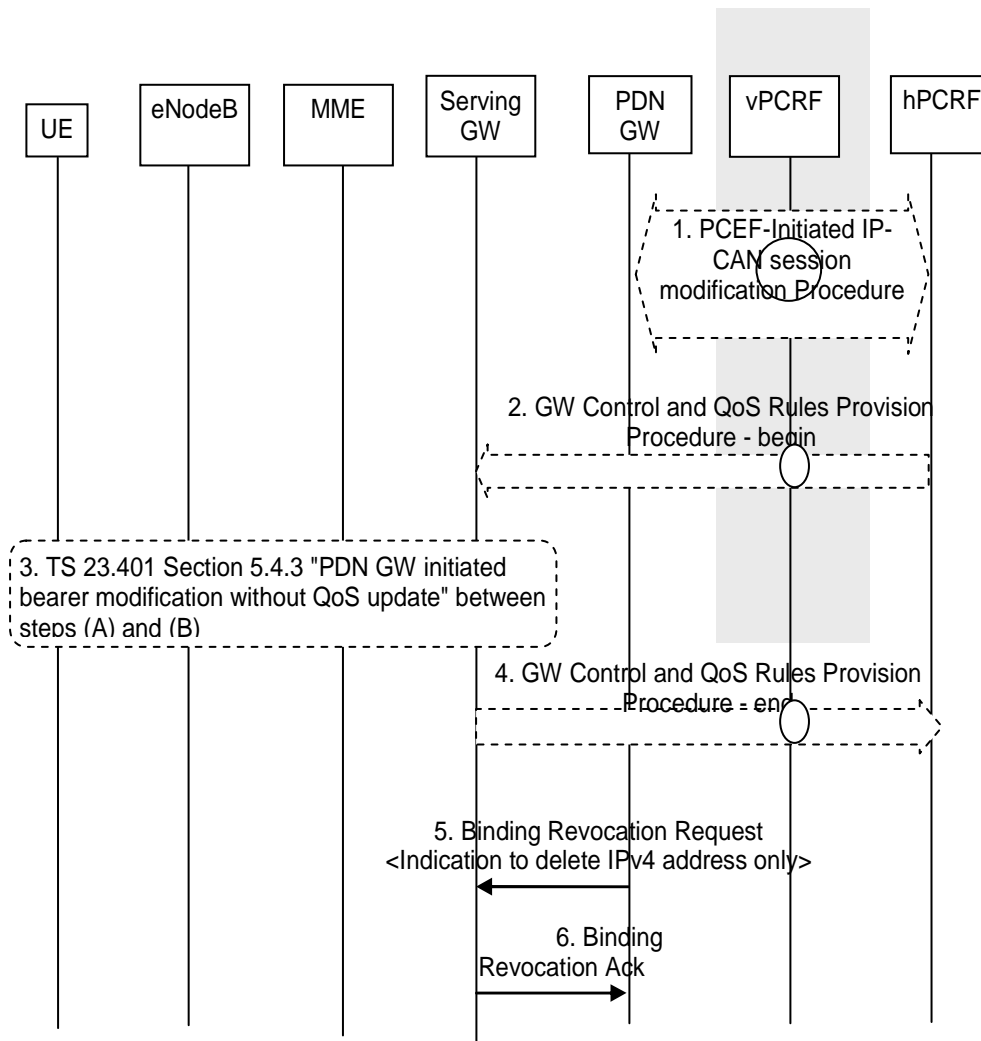 UE
eNodeB
MME
Serving
GW
PDN
GW
vPCRF
hPCRF
1. PCEF-Initiated IP-
CAN session
modification Procedure
2. GW Control and QoS Rules Provision
Procedure - begin
3. TS 23.401 Section 5.4.3 "PDN GW initiated
bearer modification without QoS update" between
steps (A) and (B)
4. GW Control and QoS Rules Provision
Procedure - end
5. Binding Revocation Request
<Indication to delete IPv4 address only>
6. Binding
Revocation Ack